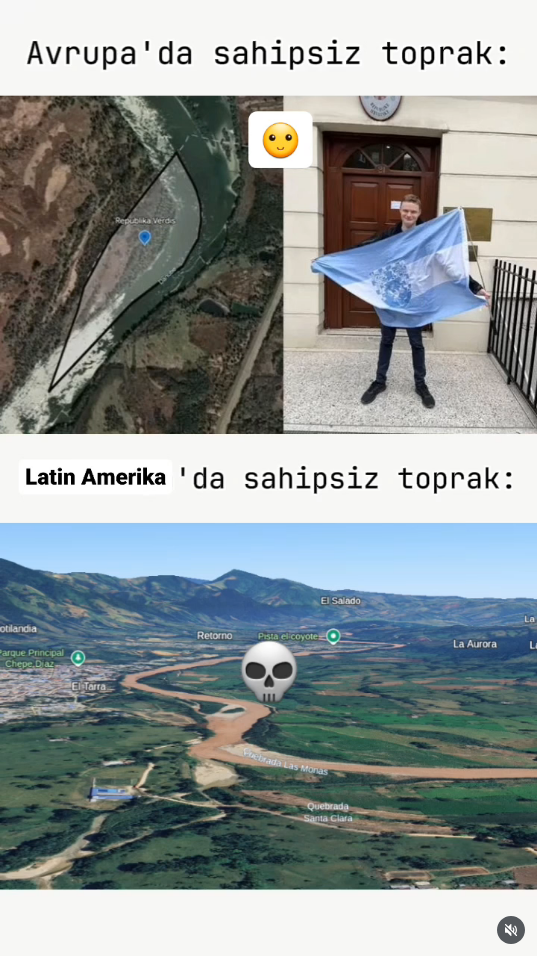 Avrupa'da sahipsiz toprak:
Republika Verdis
Latin Amerika'da sahipsiz toprak:
El Salado
Retorno
Pista el coyote
La Aurora
Parque Principal
Chepe Díaz
El Tarra
Quebrada Las Monas
Quebrada
Santa Clara